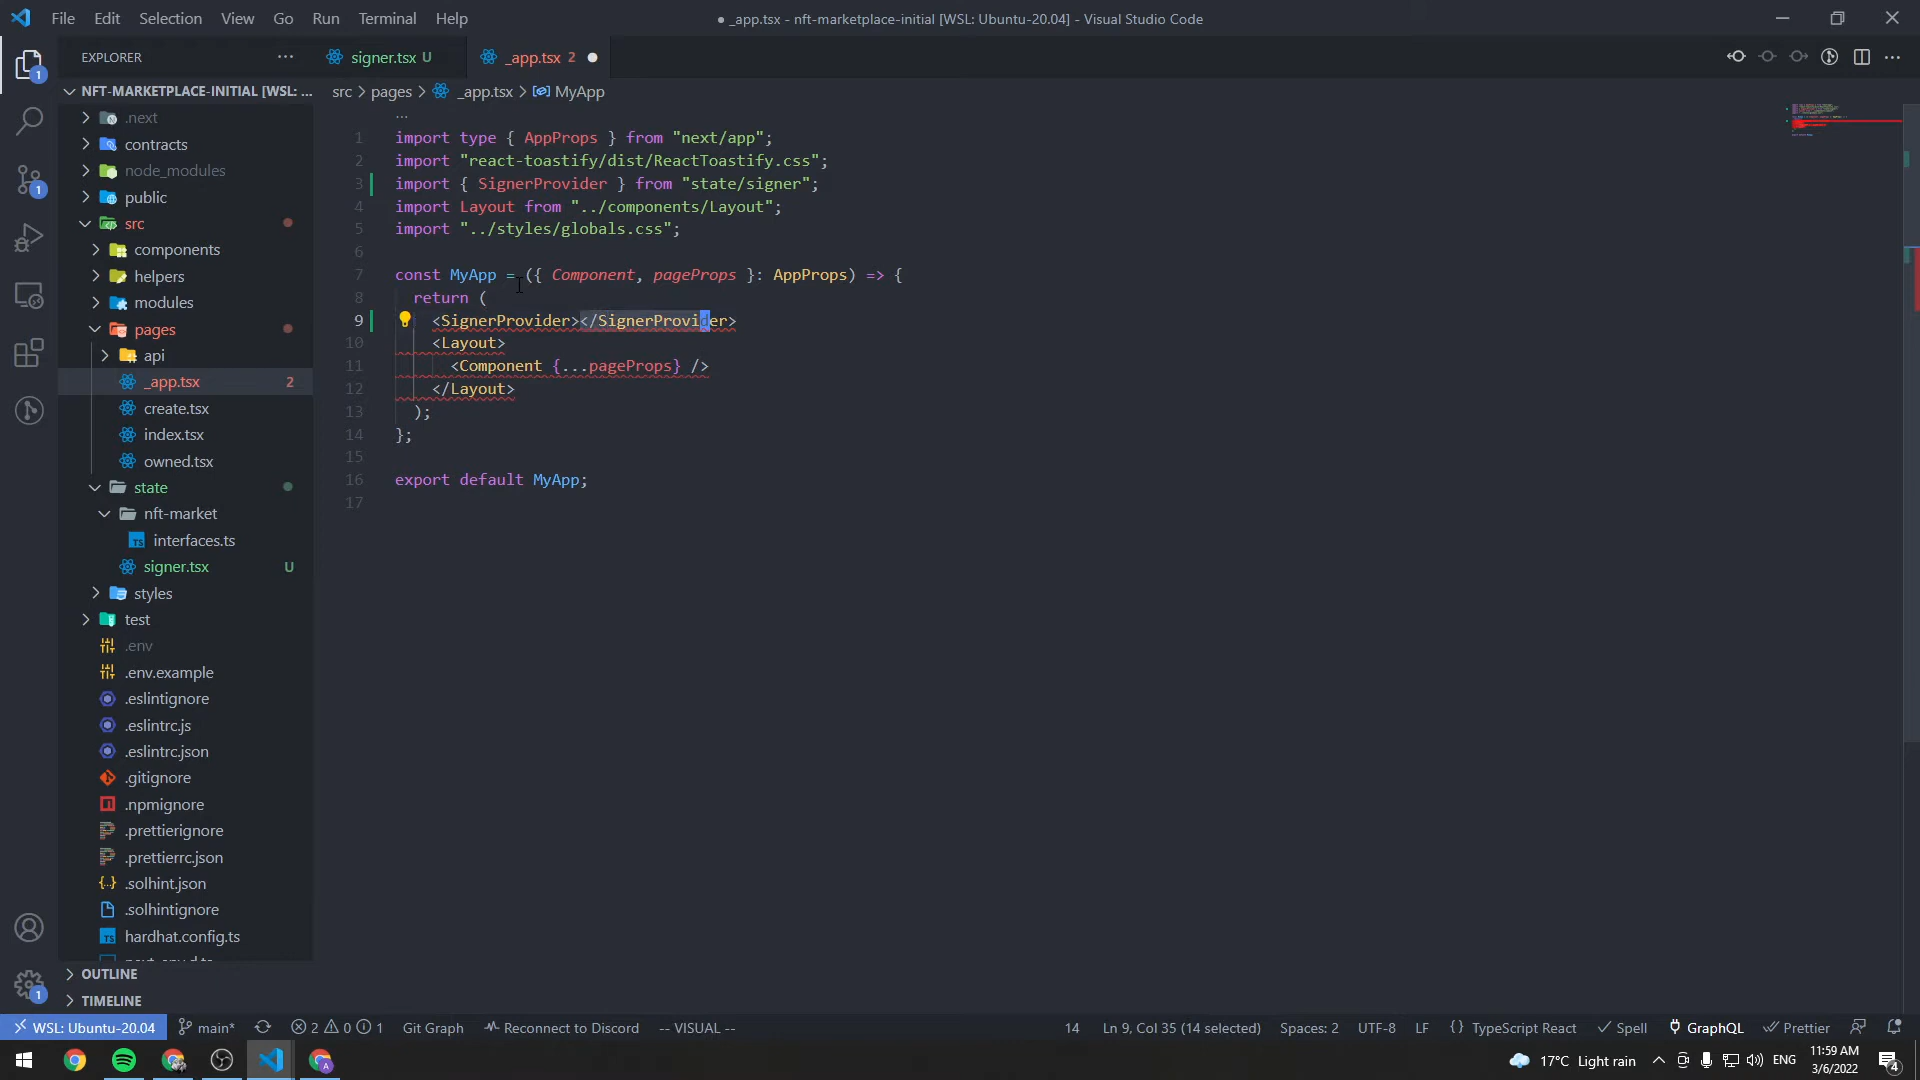 File Edit Selection View Go Run Terminal Help
● _app.tsx - nft-marketplace-initial [WSL: Ubuntu-20.04] - Visual Studio Code
EXPLORER ...
signer.tsx U
_app.tsx 2 ●
NFT-MARKETPLACE-INITIAL [WSL: ...
src > pages > _app.tsx > MyApp
.next
contracts
node_modules
public
src
components
helpers
modules
pages
api
_app.tsx 2
create.tsx
index.tsx
owned.tsx
state
nft-market
interfaces.ts
signer.tsx U
styles
test
.env
.env.example
.eslintignore
.eslintrc.js
.eslintrc.json
.gitignore
.npmignore
.prettierignore
.prettierrc.json
.solhint.json
.solhintignore
hardhat.config.ts
OUTLINE
TIMELINE
...
1 import type { AppProps } from "next/app";
2 import "react-toastify/dist/ReactToastify.css";
3 import { SignerProvider } from "state/signer";
4 import Layout from "../components/Layout";
5 import "../styles/globals.css";
6
7 const MyApp = ({ Component, pageProps }: AppProps) => {
8 return (
9 <SignerProvider></SignerProvider>
10 <Layout>
11 <Component {...pageProps} />
12 </Layout>
13 );
14 };
15
16 export default MyApp;
17
1
1
1
WSL: Ubuntu-20.04 main* 2 0 1 Git Graph Reconnect to Discord -- VISUAL -- 14 Ln 9, Col 35 (14 selected) Spaces: 2 UTF-8 LF {} TypeScript React Spell GraphQL Prettier
17°C Light rain ENG 11:59 AM
3/6/2022
4